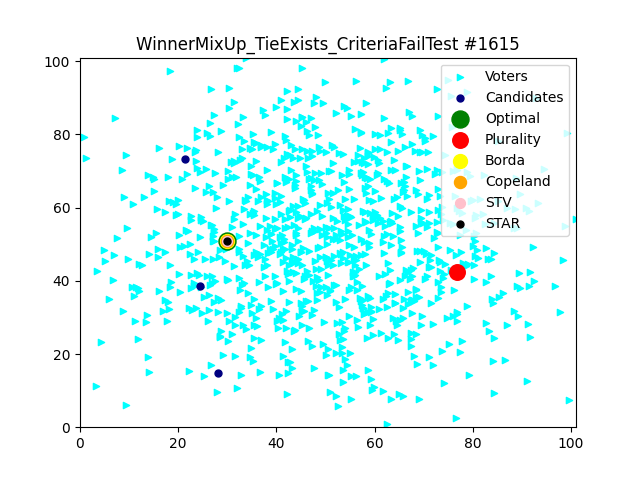 WinnerMixUp_TieExists_CriteriaFailTest #1615
100
80
60
40
20
0
0
20
40
60
80
100
Voters
Candidates
Optimal
Plurality
Borda
Copeland
STV
STAR